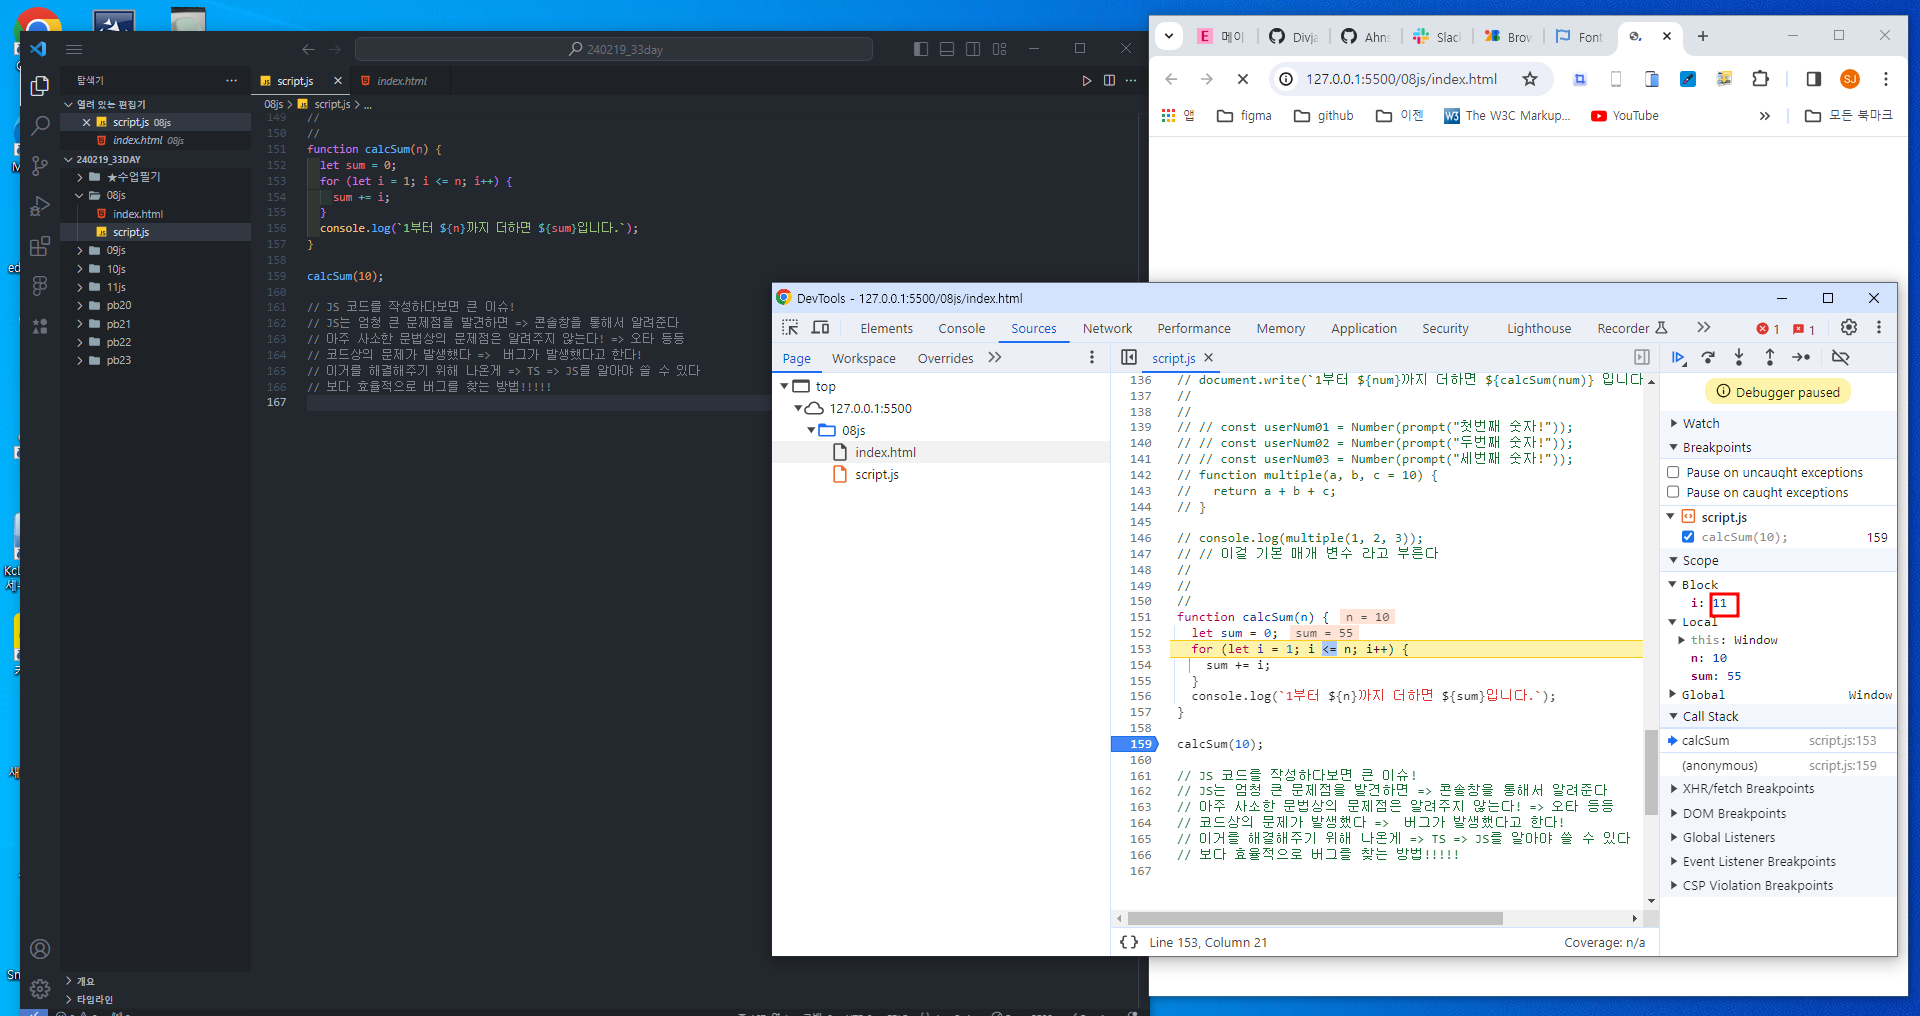 240219_33day
탐색기
script.js
index.html
열려 있는 편집기
script.js 08js
index.html 08js
240219_33DAY
★수업필기
08js
index.html
script.js
09js
10js
11js
pb20
pb21
pb22
pb23
개요
타임라인
08js > script.js > ...
149 //
150 //
151 function calcSum(n) {
152 let sum = 0;
153 for (let i = 1; i <= n; i++) {
154 sum += i;
155 }
156 console.log(`1부터 ${n}까지 더하면 ${sum}입니다.`);
157 }
158
159 calcSum(10);
160
161 // JS 코드를 작성하다보면 큰 이슈!
162 // JS는 엄청 큰 문제점을 발견하면 => 콘솔창을 통해서 알려준다
163 // 아주 사소한 문법상의 문제점은 알려주지 않는다! => 오타 등등
164 // 코드상의 문제가 발생했다 =>  버그가 발생했다고 한다!
165 // 이거를 해결해주기 위해 나온게 => TS => JS를 알아야 쓸 수 있다
166 // 보다 효율적으로 버그를 찾는 방법!!!!!
167
E 메이
Divja
Ahns
Slac
Brow
Font
127.0.0.1:5500/08js/index.html
SJ
앱
figma
github
이젠
The W3C Markup...
YouTube
모든 북마크
DevTools - 127.0.0.1:5500/08js/index.html
Elements
Console
Sources
Network
Performance
Memory
Application
Security
Lighthouse
Recorder
1
1
Page
Workspace
Overrides
script.js
top
127.0.0.1:5500
08js
index.html
script.js
136 // document.write(`1부터 ${num}까지 더하면 ${calcSum(num)} 입니다
137 //
138 //
139 // // const userNum01 = Number(prompt("첫번째 숫자!"));
140 // // const userNum02 = Number(prompt("두번째 숫자!"));
141 // // const userNum03 = Number(prompt("세번째 숫자!"));
142 // function multiple(a, b, c = 10) {
143 //   return a + b + c;
144 // }
145
146 // console.log(multiple(1, 2, 3));
147 // // 이걸 기본 매개 변수 라고 부른다
148 //
149 //
150 //
151 function calcSum(n) { n = 10
152 let sum = 0; sum = 55
153 for (let i = 1; i <= n; i++) {
154 sum += i;
155 }
156 console.log(`1부터 ${n}까지 더하면 ${sum}입니다.`);
157 }
158
159 calcSum(10);
160
161 // JS 코드를 작성하다보면 큰 이슈!
162 // JS는 엄청 큰 문제점을 발견하면 => 콘솔창을 통해서 알려준다
163 // 아주 사소한 문법상의 문제점은 알려주지 않는다! => 오타 등등
164 // 코드상의 문제가 발생했다 =>  버그가 발생했다고 한다!
165 // 이거를 해결해주기 위해 나온게 => TS => JS를 알아야 쓸 수 있다
166 // 보다 효율적으로 버그를 찾는 방법!!!!!
167
{} Line 153, Column 21
Coverage: n/a
Debugger paused
Watch
Breakpoints
Pause on uncaught exceptions
Pause on caught exceptions
script.js
calcSum(10); 159
Scope
Block
i: 11
Local
this: Window
n: 10
sum: 55
Global Window
Call Stack
calcSum script.js:153
(anonymous) script.js:159
XHR/fetch Breakpoints
DOM Breakpoints
Global Listeners
Event Listener Breakpoints
CSP Violation Breakpoints